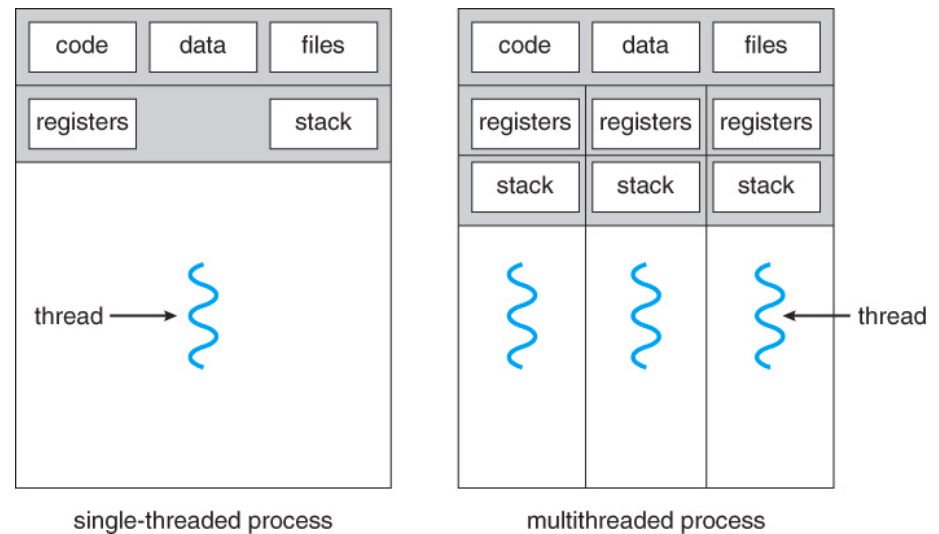 code data files
registers stack
thread
single-threaded process
code data files
registers registers registers
stack stack stack
thread
multithreaded process